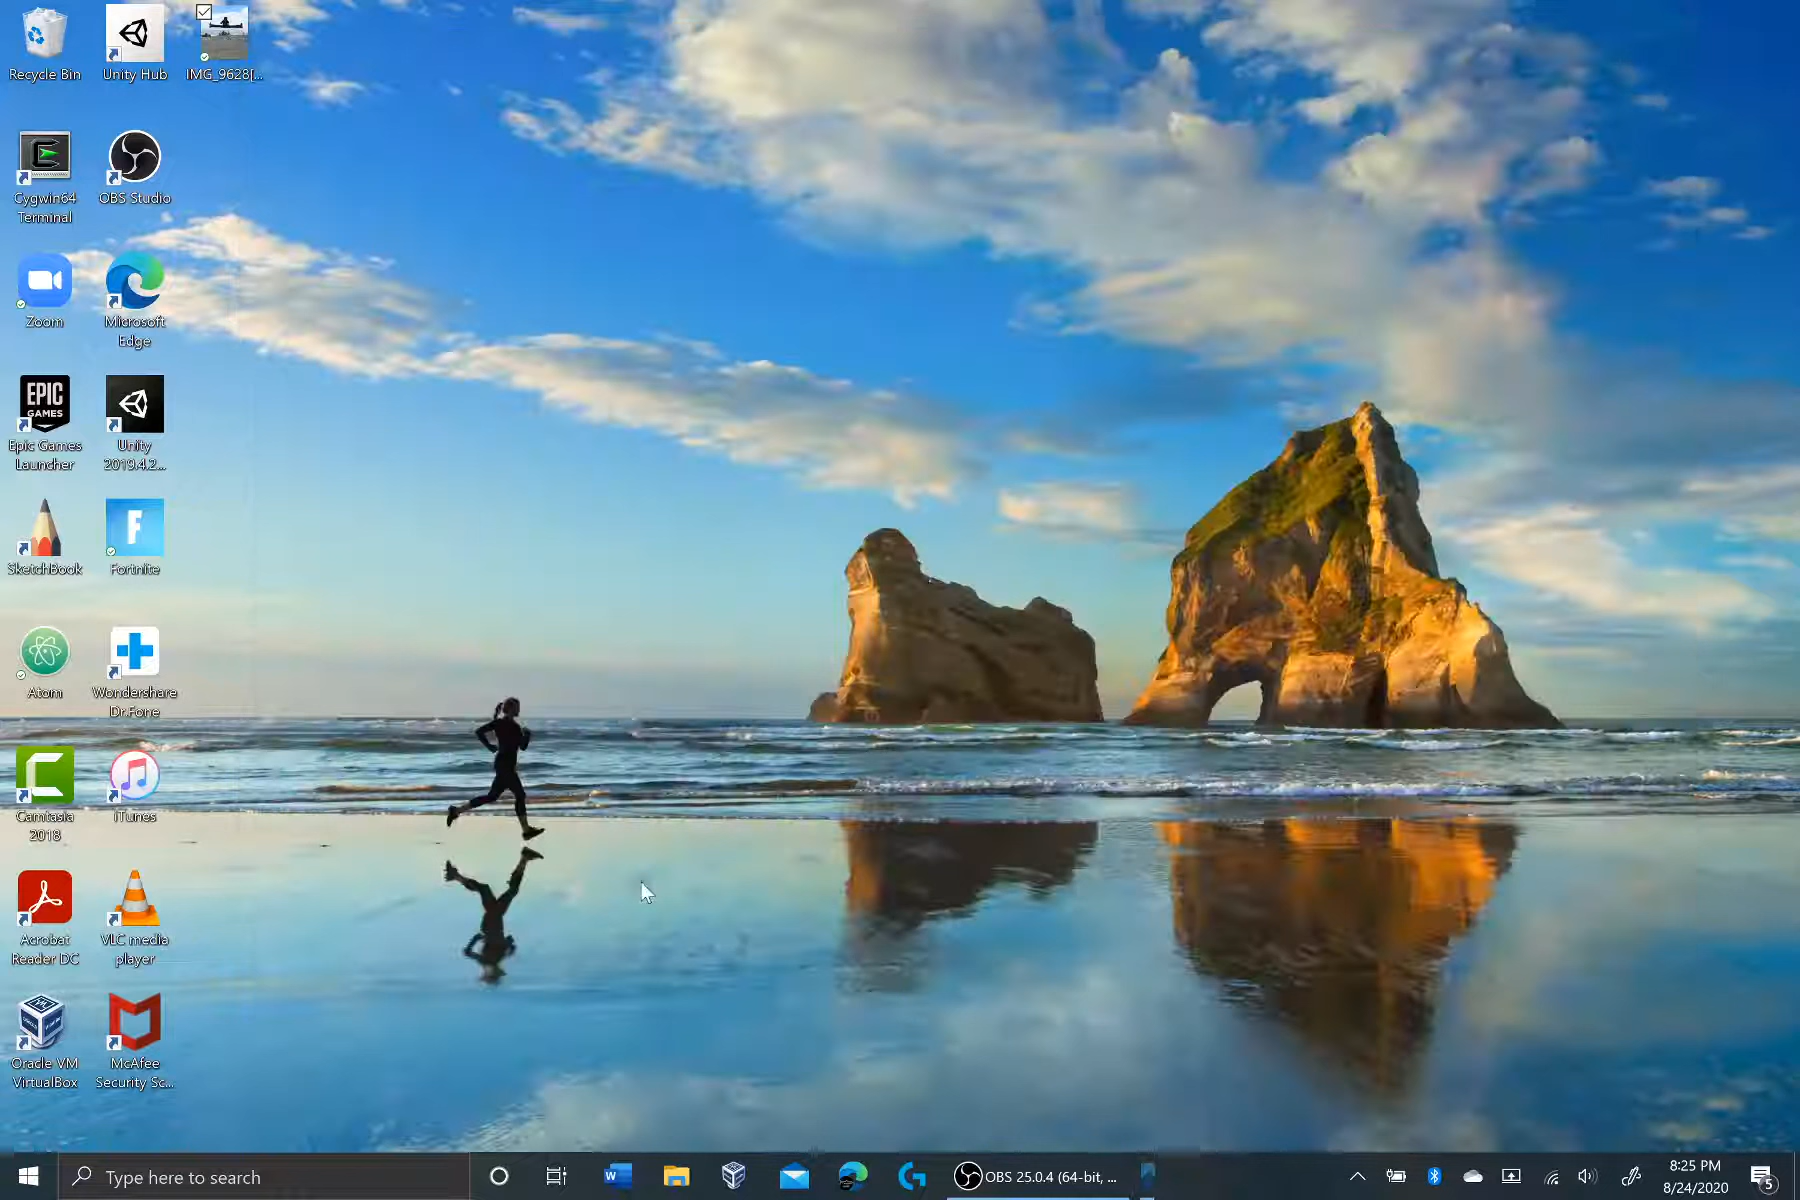 Recycle Bin
Unity Hub
IMG_9628[...
Cygwin64
Terminal
OBS Studio
Zoom
Microsoft
Edge
EPIC
GAMES
Epic Games
Launcher
Unity
2019.4.2...
SketchBook
F
Fortnite
Atom
Wondershare
Dr.Fone
Camtasia
2018
iTunes
Acrobat
Reader DC
VLC media
player
Oracle VM
VirtualBox
McAfee
Security Sc...
Type here to search
W
OBS 25.0.4 (64-bit, ...
8:25 PM
8/24/2020
5